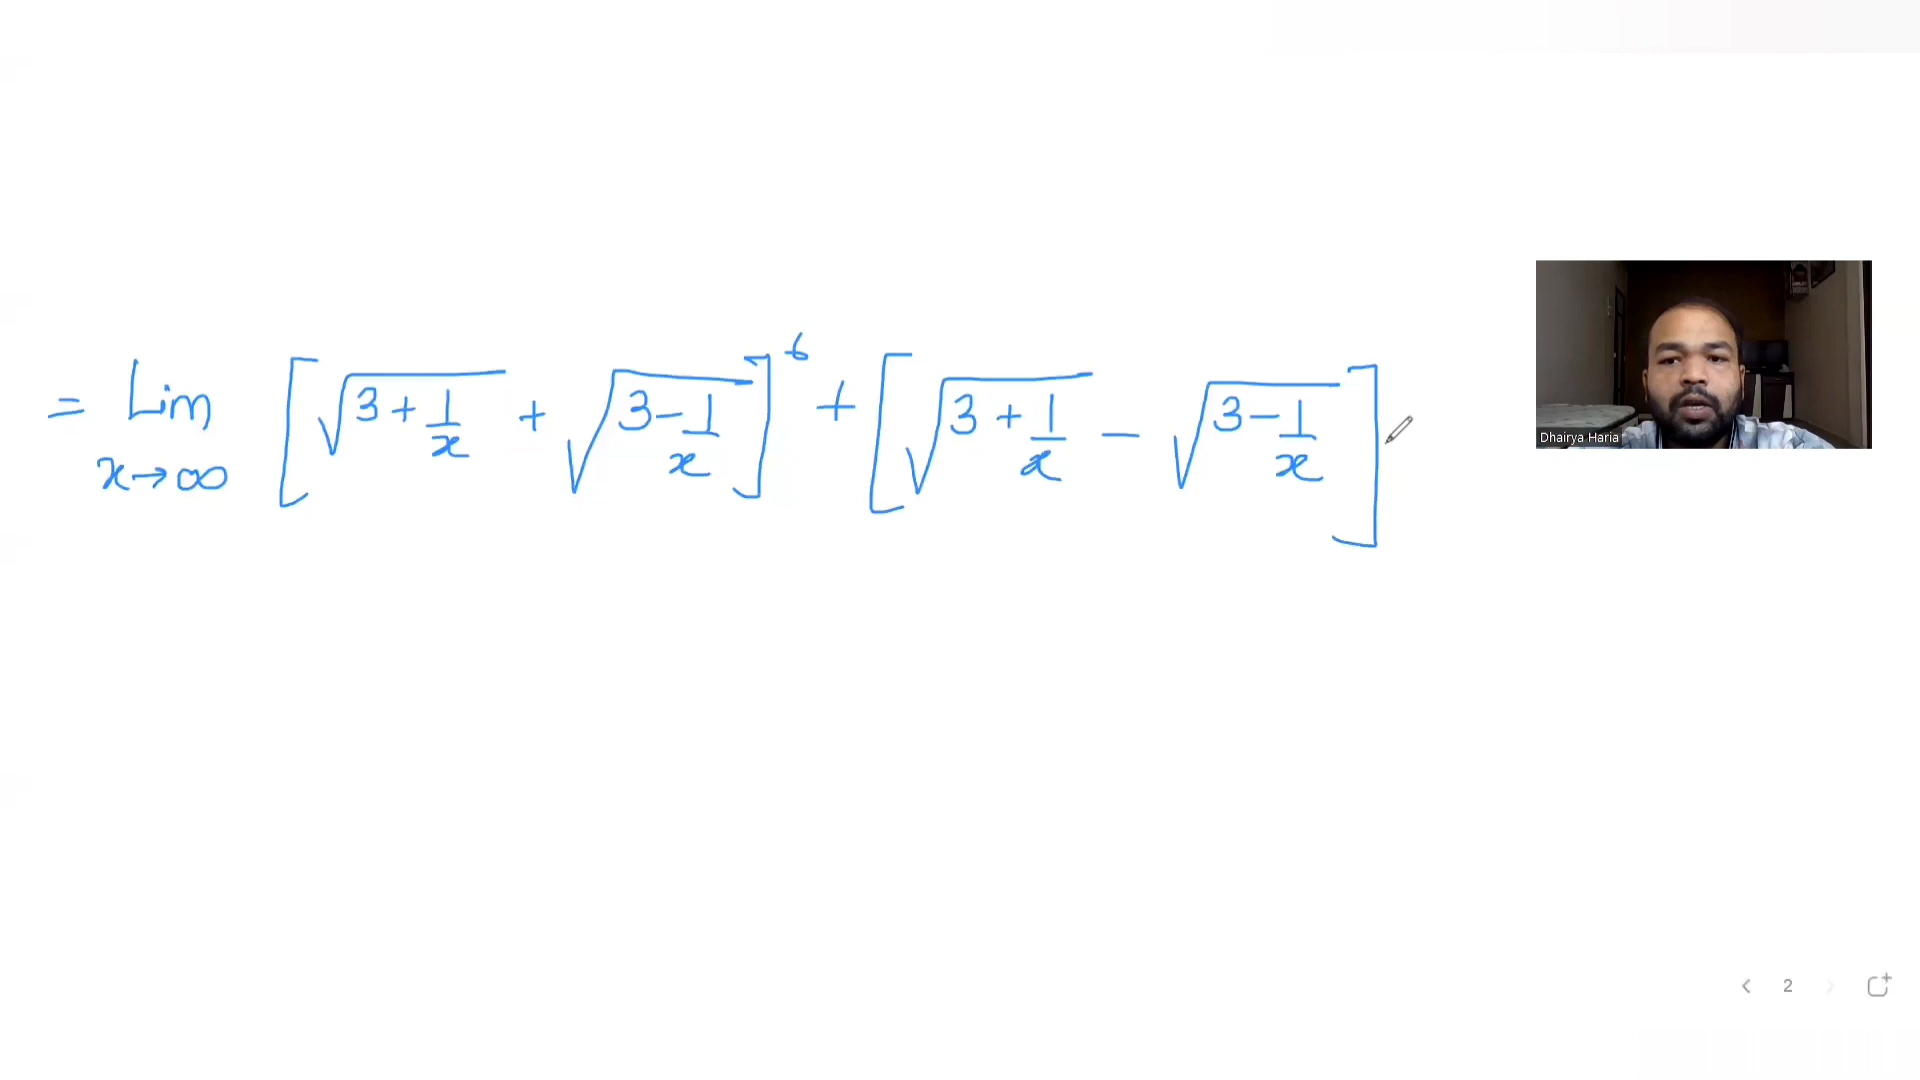 = Lim x→∞ [√(3 + 1/x) + √(3 - 1/x)]^6 + [√(3 + 1/x) - √(3 - 1/x)]
Dhairya Haria
2